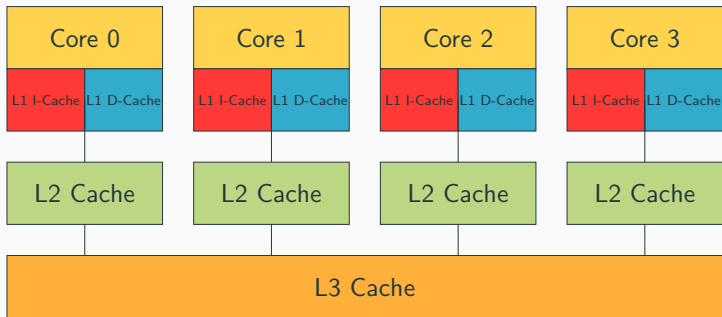 Core 0
Core 1
Core 2
Core 3
L1 I-Cache L1 D-Cache
L1 I-Cache L1 D-Cache
L1 I-Cache L1 D-Cache
L1 I-Cache L1 D-Cache
L2 Cache
L2 Cache
L2 Cache
L2 Cache
L3 Cache